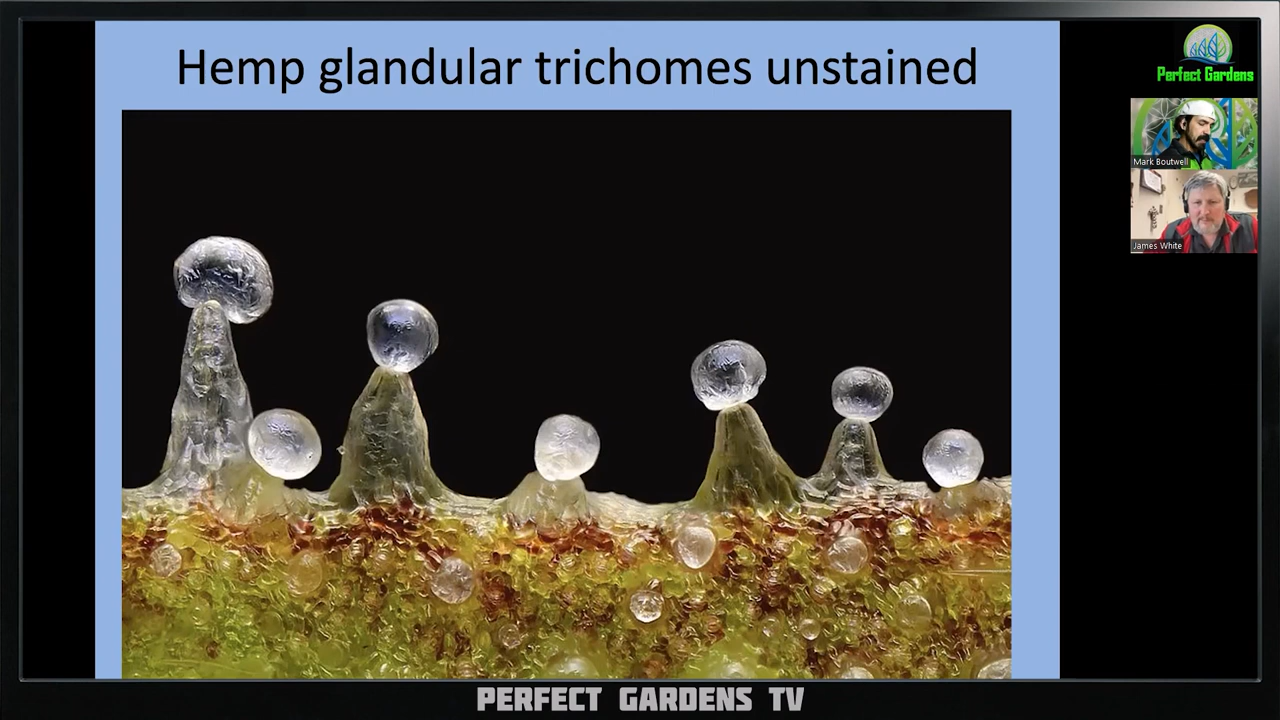 Hemp glandular trichomes unstained
Perfect Gardens
Mark Boutwell
James White
PERFECT GARDENS TV